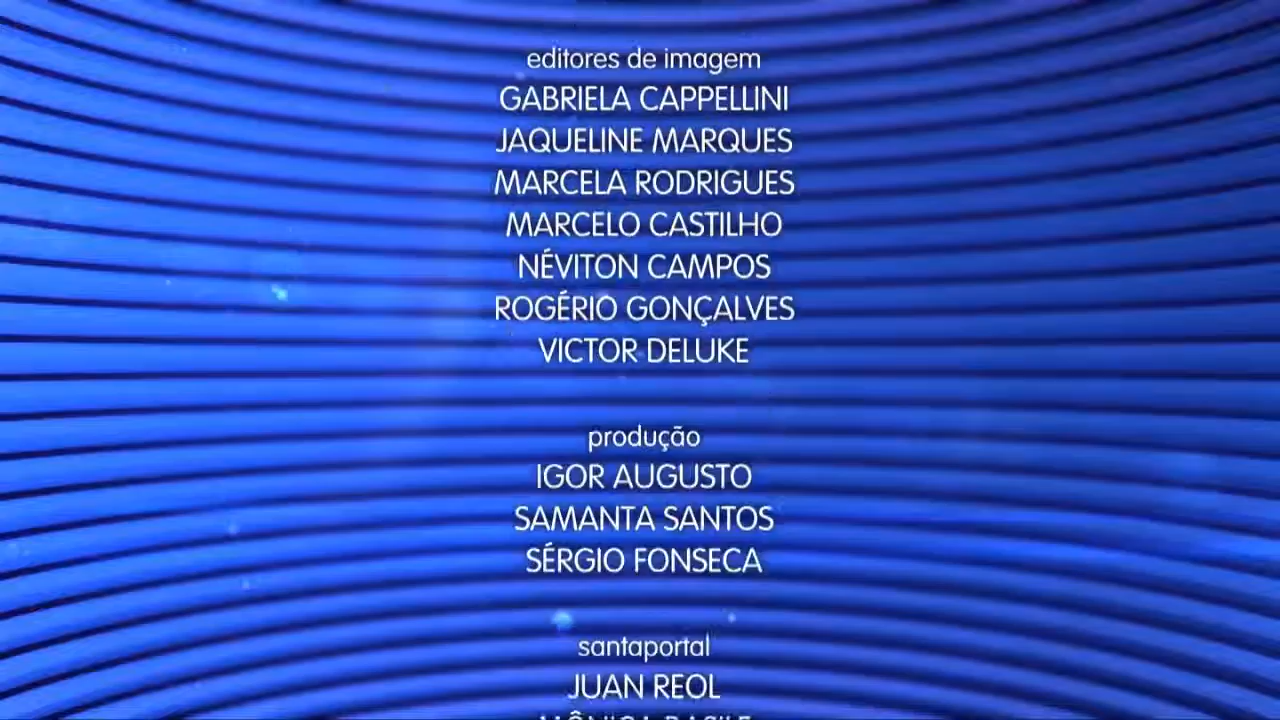 editores de imagem
GABRIELA CAPPELLINI
JAQUELINE MARQUES
MARCELA RODRIGUES
MARCELO CASTILHO
NÉVITON CAMPOS
ROGÉRIO GONÇALVES
VICTOR DELUKE
produção
IGOR AUGUSTO
SAMANTA SANTOS
SÉRGIO FONSECA
santaportal
JUAN REOL